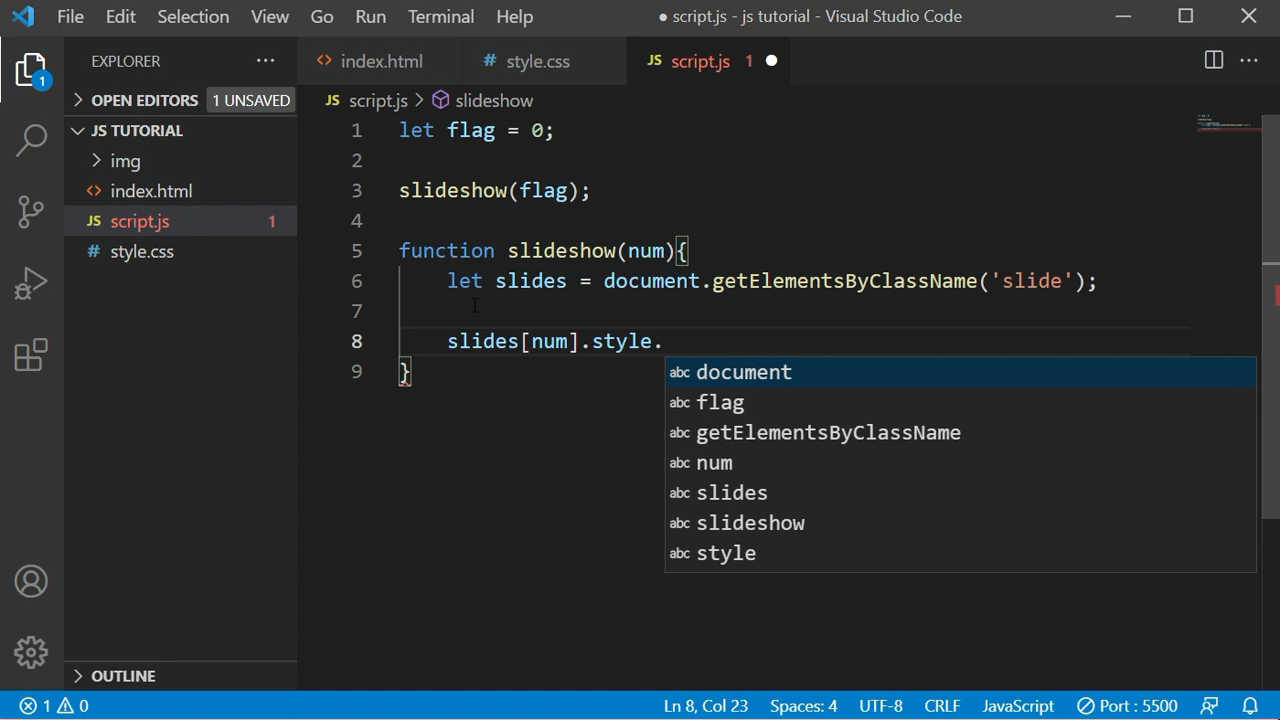 File Edit Selection View Go Run Terminal Help
● script.js - js tutorial - Visual Studio Code
EXPLORER
OPEN EDITORS 1 UNSAVED
JS TUTORIAL
img
index.html
JS script.js 1
# style.css
OUTLINE
1
index.html
# style.css
JS script.js 1 ●
JS script.js > slideshow
1 let flag = 0;
2
3 slideshow(flag);
4
5 function slideshow(num){
6 let slides = document.getElementsByClassName('slide');
7
8 slides[num].style.
9 }
abc document
abc flag
abc getElementsByClassName
abc num
abc slides
abc slideshow
abc style
1 0
Ln 8, Col 23 Spaces: 4 UTF-8 CRLF JavaScript Port : 5500